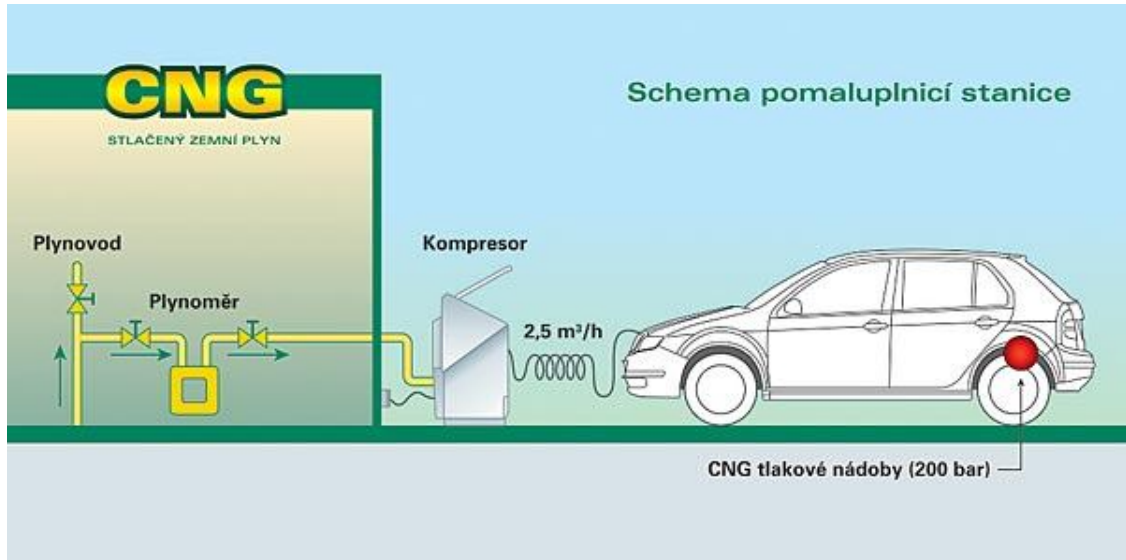 CNG
STLAČENÝ ZEMNÍ PLYN
Schema pomaluplnicí stanice
Plynovod
Plynoměr
Kompresor
2,5 m³/h
CNG tlakové nádoby (200 bar)